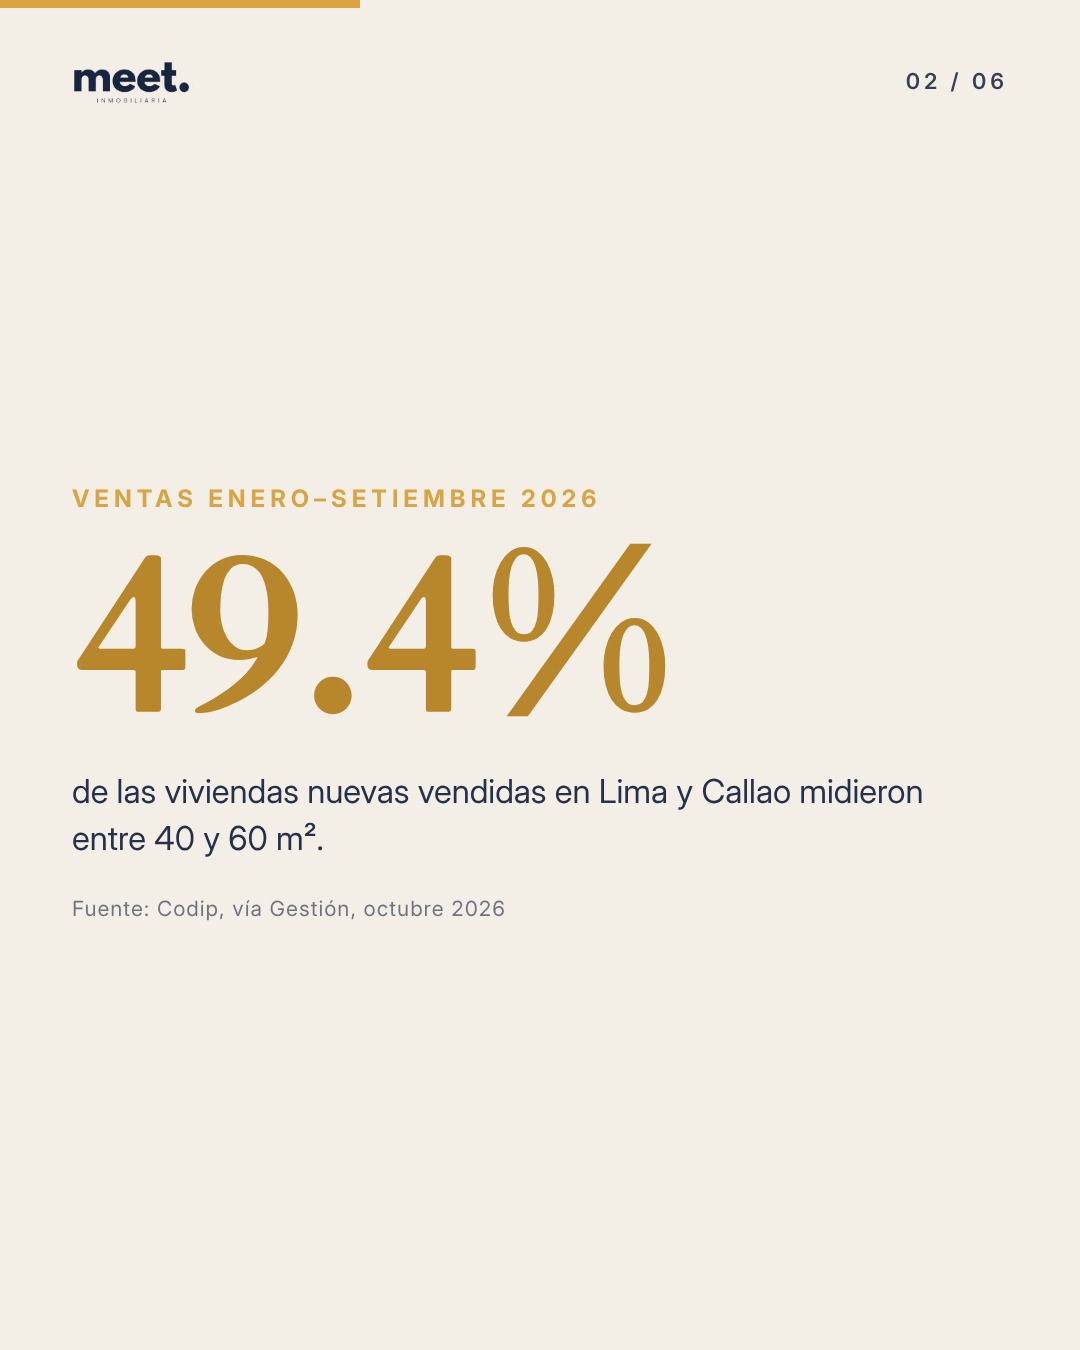 meet.
INMOBILIARIA
02 / 06
VENTAS ENERO–SETIEMBRE 2026
49.4%
de las viviendas nuevas vendidas en Lima y Callao midieron
entre 40 y 60 m².
Fuente: Codip, vía Gestión, octubre 2026